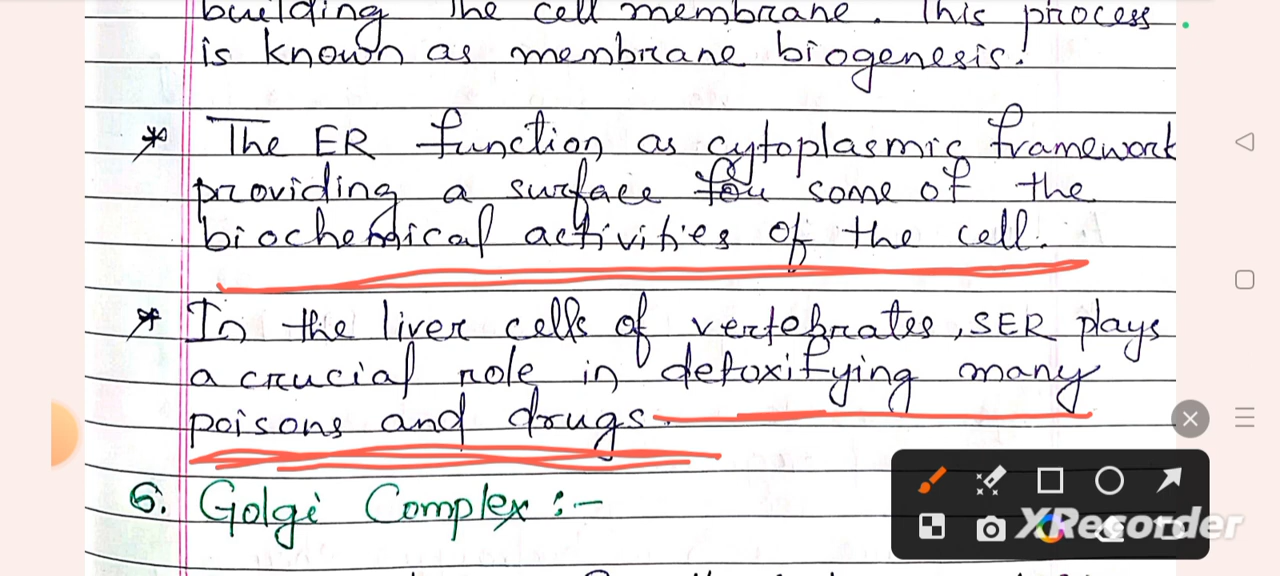 building the cell membrane. This process
is known as membrane biogenesis.
* The ER function as cytoplasmic framework
providing a surface for some of the
biochemical activities of the cell.
* In the liver cells of vertebrates, SER plays
a crucial role in detoxifying many
poisons and drugs.
6. Golgi Complex :-
XRecorder